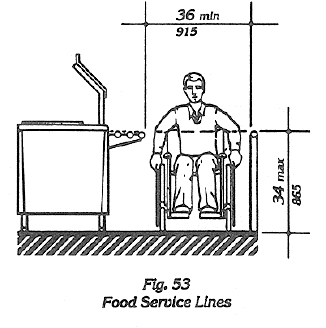 36 min
915
34 max
865
Fig. 53
Food Service Lines